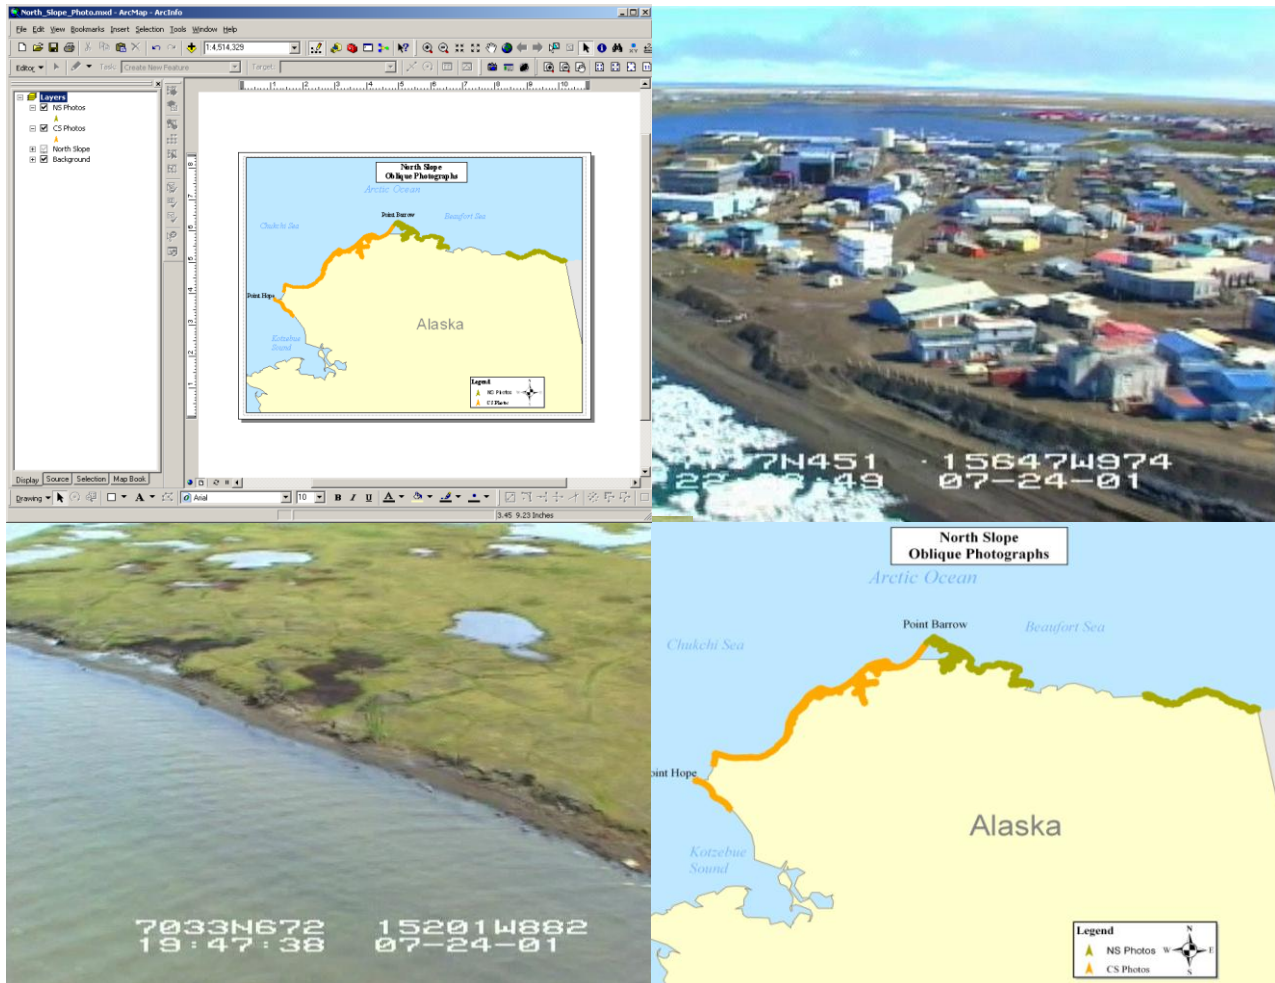 North_Slope_Photo.mxd - ArcMap - ArcInfo
File Edit View Bookmarks Insert Selection Tools Window Help
1:4,514,329
Editor Task: Create New Feature Target:
Layers
NS Photos
CS Photos
North Slope
Background
North Slope
Oblique Photographs
Arctic Ocean
Point Barrow
Beaufort Sea
Chukchi Sea
Point Hope
Alaska
Kotzebue
Sound
Legend
NS Photos
CS Photos
Display Source Selection Map Book
Drawing Arial 10 B I U A
3.45 9.23 Inches
7N451 15647W974
49 07-24-01
7033N672 15201W882
19:47:38 07-24-01
North Slope
Oblique Photographs
Arctic Ocean
Point Barrow
Beaufort Sea
Chukchi Sea
oint Hope
Alaska
Kotzebue
Sound
Legend
N
NS Photos W E
CS Photos
S